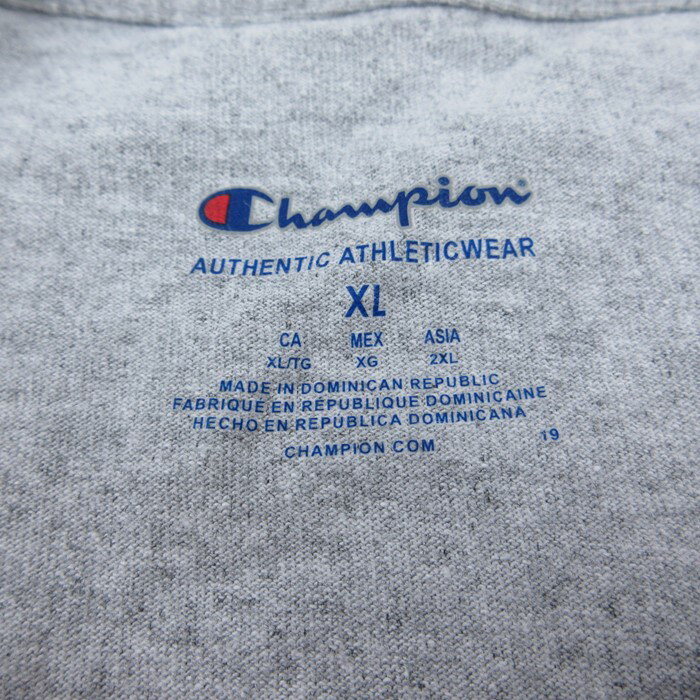 Champion
AUTHENTIC ATHLETICWEAR
XL
CA MEX ASIA
XL/TG XG 2XL
MADE IN DOMINICAN REPUBLIC
FABRIQUE EN RÉPUBLIQUE DOMINICAINE
HECHO EN REPÚBLICA DOMINICANA
CHAMPION.COM
19